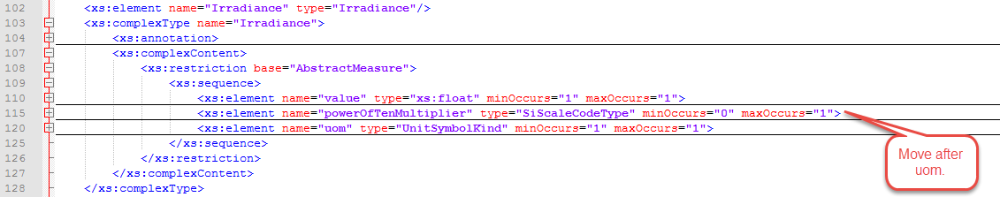 102 <xs:element name="Irradiance" type="Irradiance"/>
103 <xs:complexType name="Irradiance">
104 <xs:annotation>
107 <xs:complexContent>
108 <xs:restriction base="AbstractMeasure">
109 <xs:sequence>
110 <xs:element name="value" type="xs:float" minOccurs="1" maxOccurs="1">
115 <xs:element name="powerOfTenMultiplier" type="SiScaleCodeType" minOccurs="0" maxOccurs="1">
120 <xs:element name="uom" type="UnitSymbolKind" minOccurs="1" maxOccurs="1">
125 </xs:sequence>
126 </xs:restriction>
127 </xs:complexContent>
128 </xs:complexType>
Move after
uom.